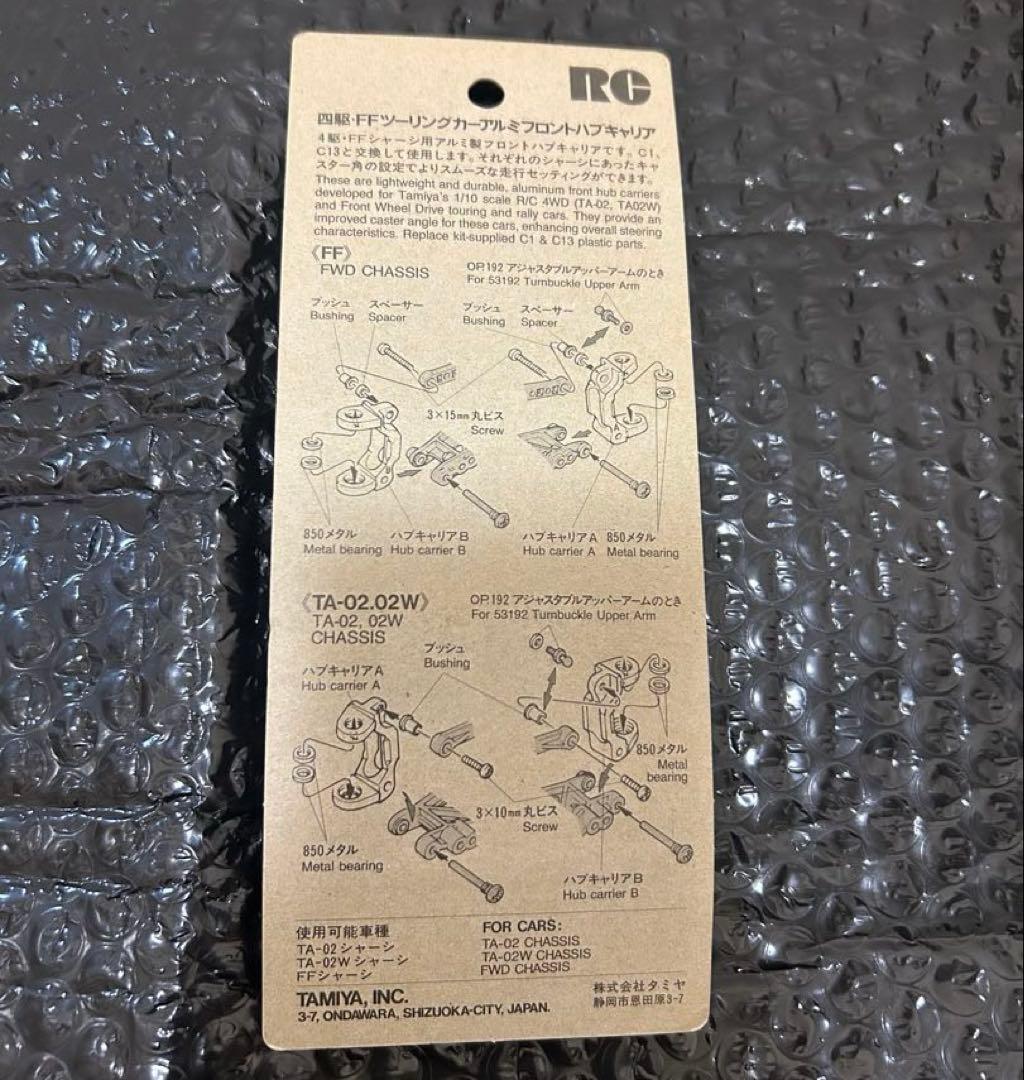 RC
四駆・FFツーリングカーアルミフロントハブキャリア
4駆・FFシャーシ用アルミ製フロントハブキャリアです。C1、
C13と交換して使用します。それぞれのシャーシにあったキャ
スター角の設定でよりスムーズな走行セッティングができます。
These are lightweight and durable, aluminum front hub carriers
developed for Tamiya's 1/10 scale R/C 4WD (TA-02, TA02W)
and Front Wheel Drive touring and rally cars. They provide an
improved caster angle for these cars, enhancing overall steering
characteristics. Replace kit-supplied C1 & C13 plastic parts.
《FF》
FWD CHASSIS
OP.192 アジャスタブルアッパーアームのとき
For 53192 Turnbuckle Upper Arm
ブッシュ スペーサー
Bushing Spacer
ブッシュ スペーサー
Bushing Spacer
3×15mm丸ビス
Screw
850メタル
Metal bearing
ハブキャリアB
Hub carrier B
ハブキャリアA
Hub carrier A
850メタル
Metal bearing
《TA-02.02W》
TA-02, 02W
CHASSIS
OP.192 アジャスタブルアッパーアームのとき
For 53192 Turnbuckle Upper Arm
ブッシュ
Bushing
ハブキャリアA
Hub carrier A
850メタル
Metal
bearing
3×10mm丸ビス
Screw
850メタル
Metal bearing
ハブキャリアB
Hub carrier B
使用可能車種
TA-02シャーシ
TA-02Wシャーシ
FFシャーシ
FOR CARS:
TA-02 CHASSIS
TA-02W CHASSIS
FWD CHASSIS
TAMIYA, INC.
3-7, ONDAWARA, SHIZUOKA-CITY, JAPAN.
株式会社タミヤ
静岡市恩田原3-7